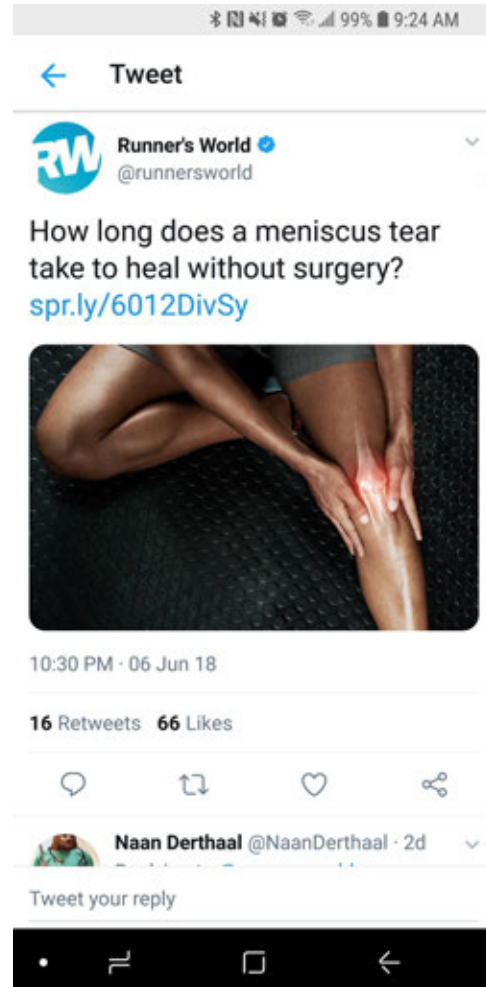 99% 9:24 AM
Tweet
RW
Runner's World
@runnersworld
How long does a meniscus tear
take to heal without surgery?
spr.ly/6012DivSy
10:30 PM · 06 Jun 18
16 Retweets 66 Likes
Naan Derthaal @NaanDerthaal · 2d
Tweet your reply